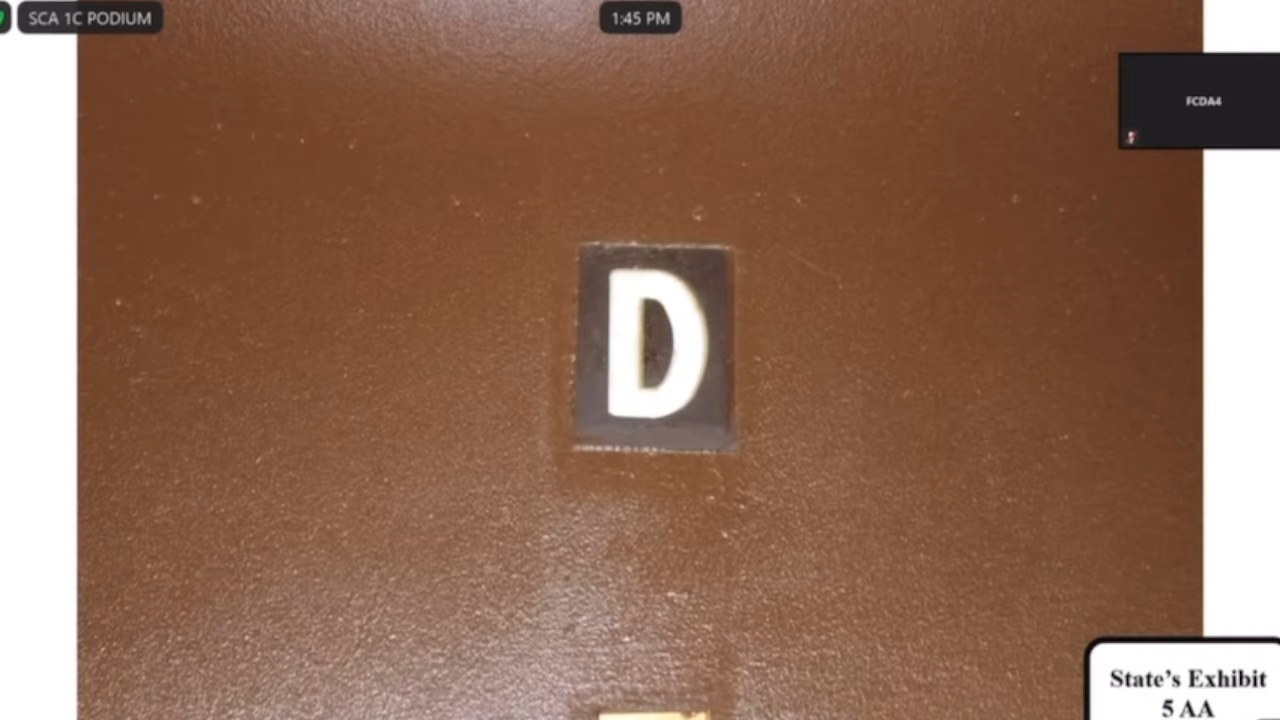 SCA 1C PODIUM
1:45 PM
FCDA4
D
State's Exhibit
5 AA